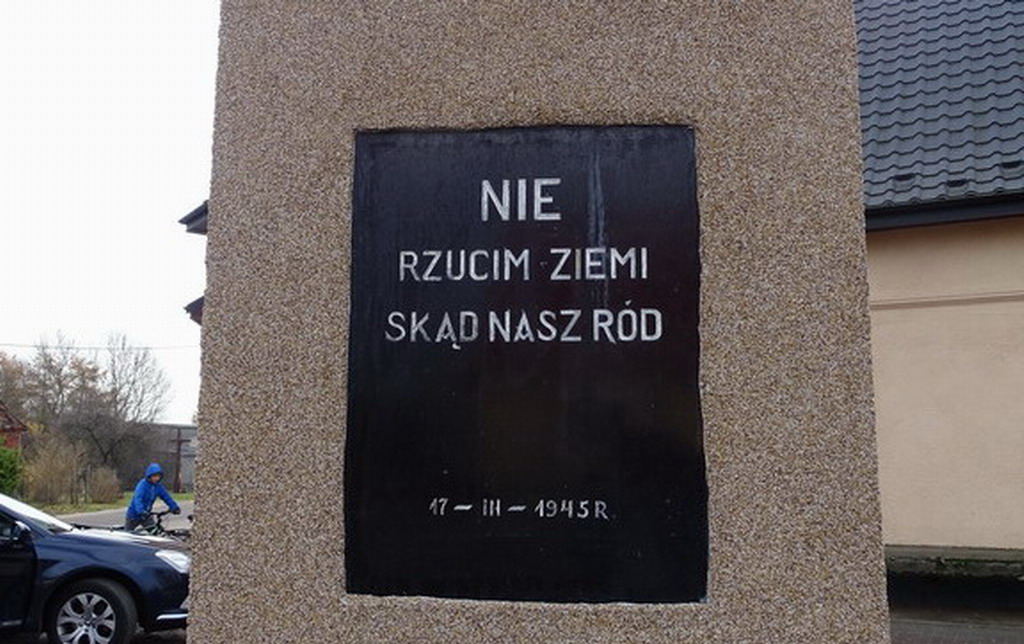 NIE
RZUCIM ZIEMI
SKĄD NASZ RÓD
17 - III - 1945 R.